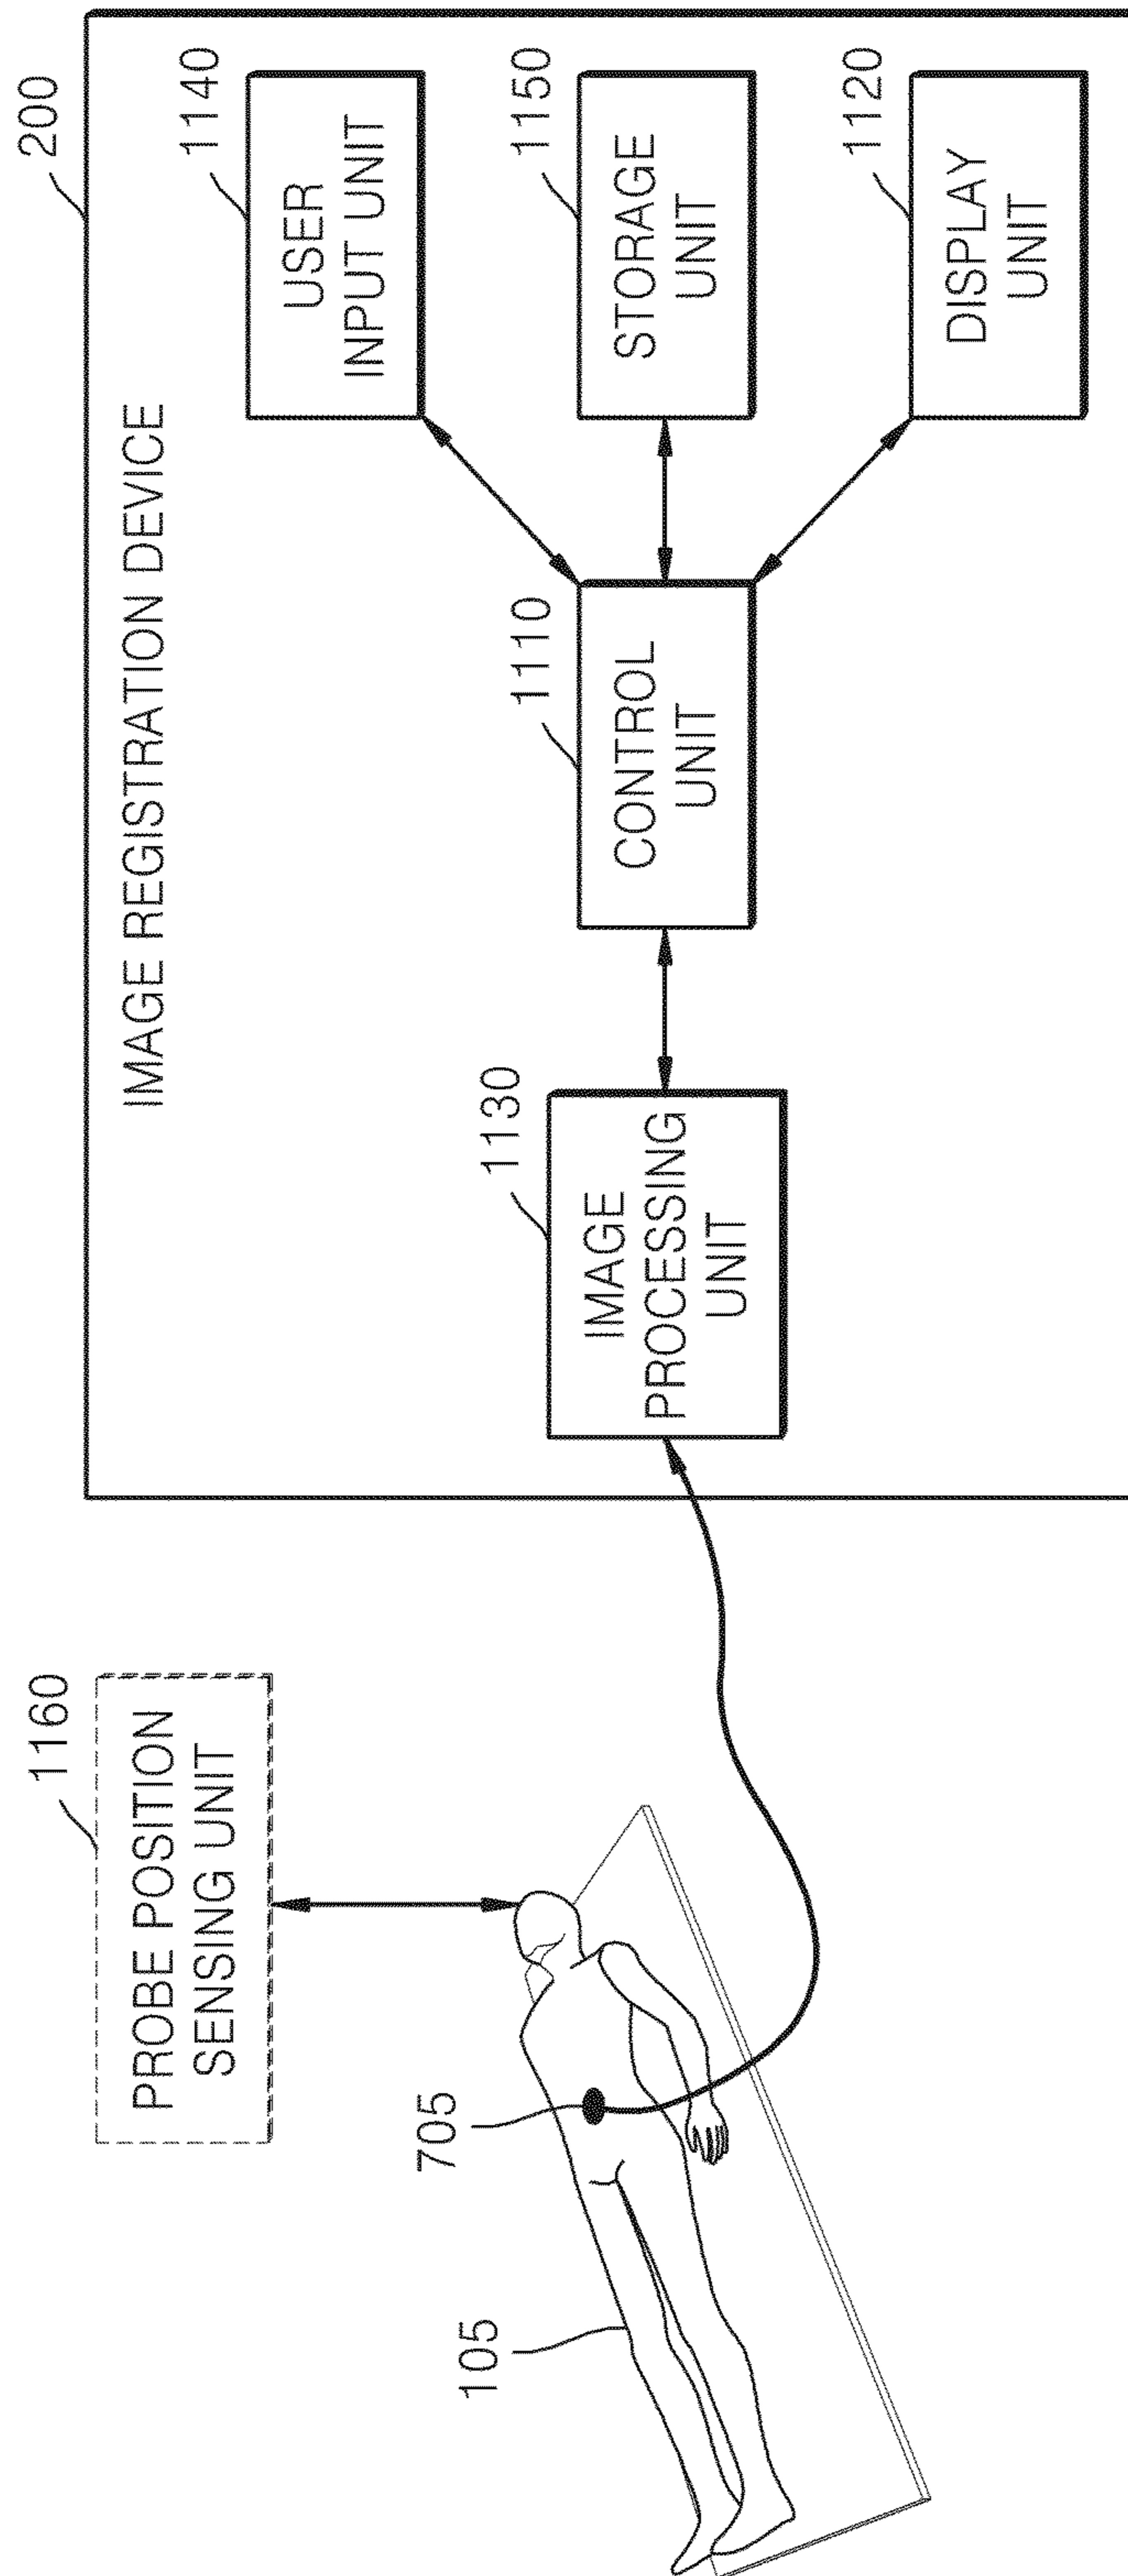 200
IMAGE REGISTRATION DEVICE
1160
PROBE POSITION
SENSING UNIT
705
105
1130
IMAGE
PROCESSING
UNIT
1110
CONTROL
UNIT
1140
USER
INPUT UNIT
1150
STORAGE
UNIT
1120
DISPLAY
UNIT